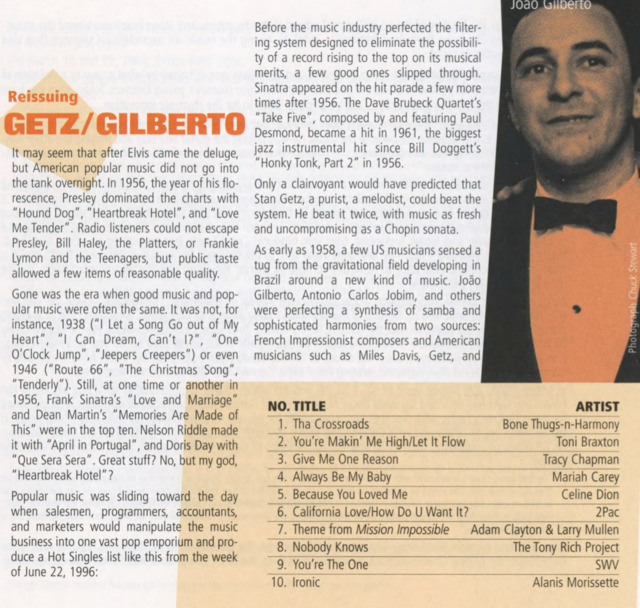 Reissuing
GETZ/GILBERTO
It may seem that after Elvis came the deluge,
but American popular music did not go into
the tank overnight. In 1956, the year of his flo-
rescence, Presley dominated the charts with
"Hound Dog", "Heartbreak Hotel", and "Love
Me Tender". Radio listeners could not escape
Presley, Bill Haley, the Platters, or Frankie
Lymon and the Teenagers, but public taste
allowed a few items of reasonable quality.
Gone was the era when good music and pop-
ular music were often the same. It was not, for
instance, 1938 ("I Let a Song Go out of My
Heart", "I Can Dream, Can't I?", "One
O'Clock Jump", "Jeepers Creepers") or even
1946 ("Route 66", "The Christmas Song",
"Tenderly"). Still, at one time or another in
1956, Frank Sinatra's "Love and Marriage"
and Dean Martin's "Memories Are Made of
This" were in the top ten. Nelson Riddle made
it with "April in Portugal", and Doris Day with
"Que Sera Sera". Great stuff? No, but my god,
"Heartbreak Hotel"?
Popular music was sliding toward the day
when salesmen, programmers, accountants,
and marketers would manipulate the music
business into one vast pop emporium and pro-
duce a Hot Singles list like this from the week
of June 22, 1996:
Before the music industry perfected the filter-
ing system designed to eliminate the possibili-
ty of a record rising to the top on its musical
merits, a few good ones slipped through.
Sinatra appeared on the hit parade a few more
times after 1956. The Dave Brubeck Quartet's
"Take Five", composed by and featuring Paul
Desmond, became a hit in 1961, the biggest
jazz instrumental hit since Bill Doggett's
"Honky Tonk, Part 2" in 1956.
Only a clairvoyant would have predicted that
Stan Getz, a purist, a melodist, could beat the
system. He beat it twice, with music as fresh
and uncompromising as a Chopin sonata.
As early as 1958, a few US musicians sensed a
tug from the gravitational field developing in
Brazil around a new kind of music. João
Gilberto, Antonio Carlos Jobim, and others
were perfecting a synthesis of samba and
sophisticated harmonies from two sources:
French Impressionist composers and American
musicians such as Miles Davis, Getz, and
João Gilberto
Photograph: Chuck Stewart
NO. TITLE ARTIST
1. Tha Crossroads Bone Thugs-n-Harmony
2. You're Makin' Me High/Let It Flow Toni Braxton
3. Give Me One Reason Tracy Chapman
4. Always Be My Baby Mariah Carey
5. Because You Loved Me Celine Dion
6. California Love/How Do U Want It? 2Pac
7. Theme from Mission Impossible Adam Clayton & Larry Mullen
8. Nobody Knows The Tony Rich Project
9. You're The One SWV
10. Ironic Alanis Morissette